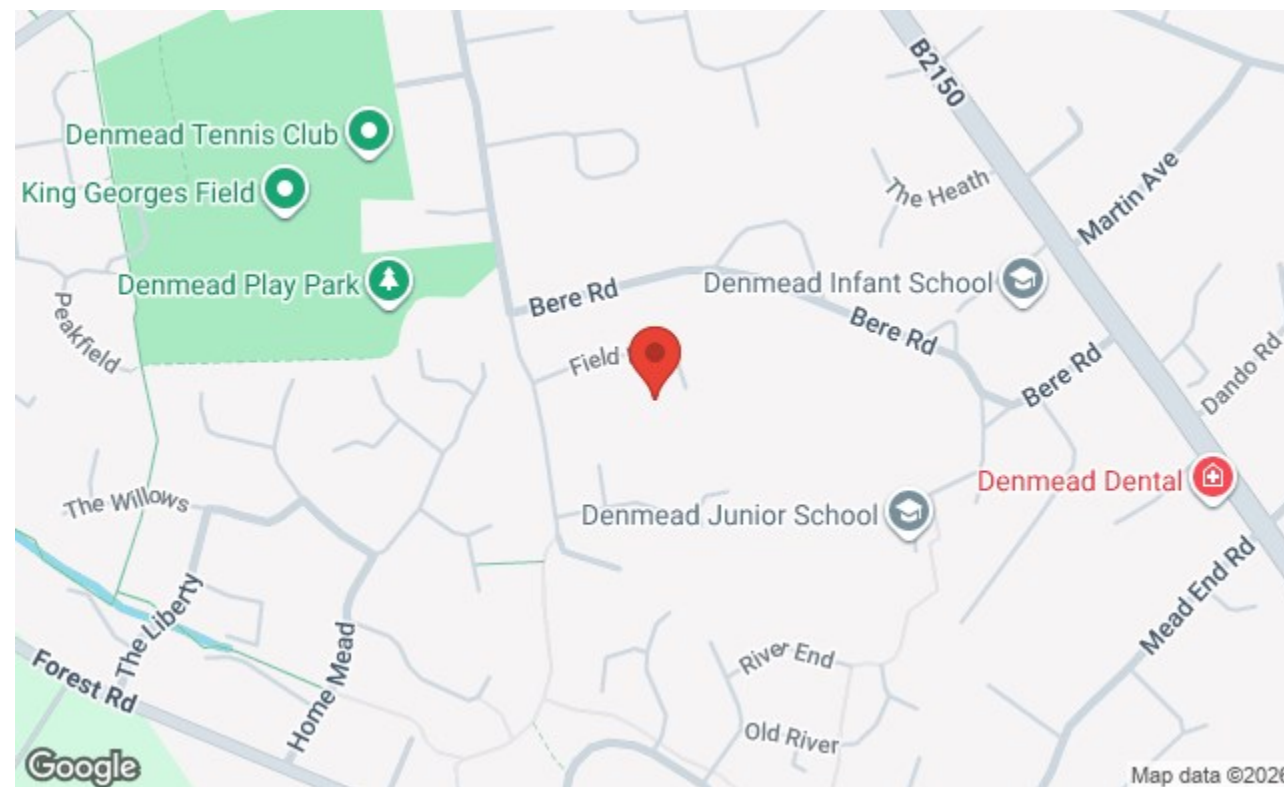 B2150
Denmead Tennis Club
The Heath
Martin Ave
King Georges Field
Denmead Play Park
Bere Rd
Denmead Infant School
Peakfield
Field
Bere Rd
Bere Rd
Dando Rd
The Willows
Denmead Dental
Denmead Junior School
The Liberty
Mead End Rd
Home Mead
River End
Forest Rd
Old River
Google
Map data ©2026